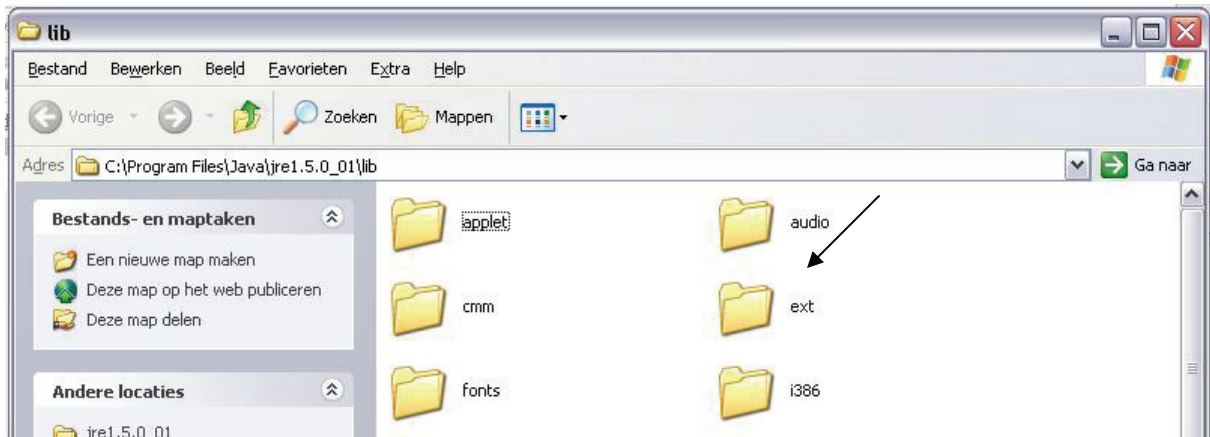 lib
Bestand Bewerken Beeld Favorieten Extra Help
Vorige Zoeken Mappen
Adres C:\Program Files\Java\jre1.5.0_01\lib Ga naar
Bestands- en maptaken
Een nieuwe map maken
Deze map op het web publiceren
Deze map delen
Andere locaties
jre1.5.0_01
applet audio
cmm ext
fonts i386